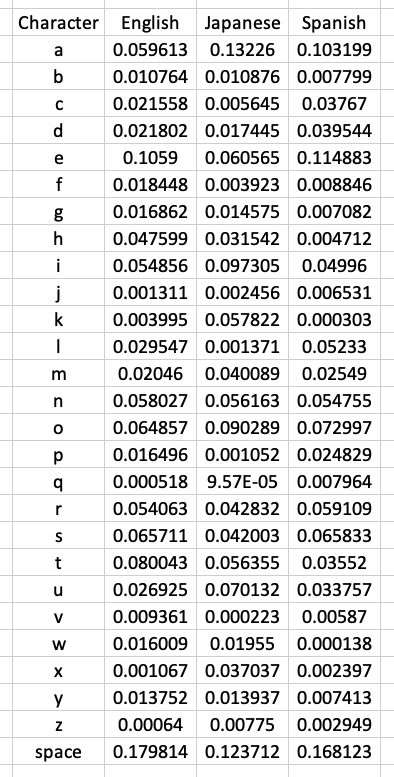 Character English Japanese Spanish
a 0.059613 0.13226 0.103199
b 0.010764 0.010876 0.007799
c 0.021558 0.005645 0.03767
d 0.021802 0.017445 0.039544
e 0.1059 0.060565 0.114883
f 0.018448 0.003923 0.008846
g 0.016862 0.014575 0.007082
h 0.047599 0.031542 0.004712
i 0.054856 0.097305 0.04996
j 0.001311 0.002456 0.006531
k 0.003995 0.057822 0.000303
l 0.029547 0.001371 0.05233
m 0.02046 0.040089 0.02549
n 0.058027 0.056163 0.054755
o 0.064857 0.090289 0.072997
p 0.016496 0.001052 0.024829
q 0.000518 9.57E-05 0.007964
r 0.054063 0.042832 0.059109
s 0.065711 0.042003 0.065833
t 0.080043 0.056355 0.03552
u 0.026925 0.070132 0.033757
v 0.009361 0.000223 0.00587
w 0.016009 0.01955 0.000138
x 0.001067 0.037037 0.002397
y 0.013752 0.013937 0.007413
z 0.00064 0.00775 0.002949
space 0.179814 0.123712 0.168123